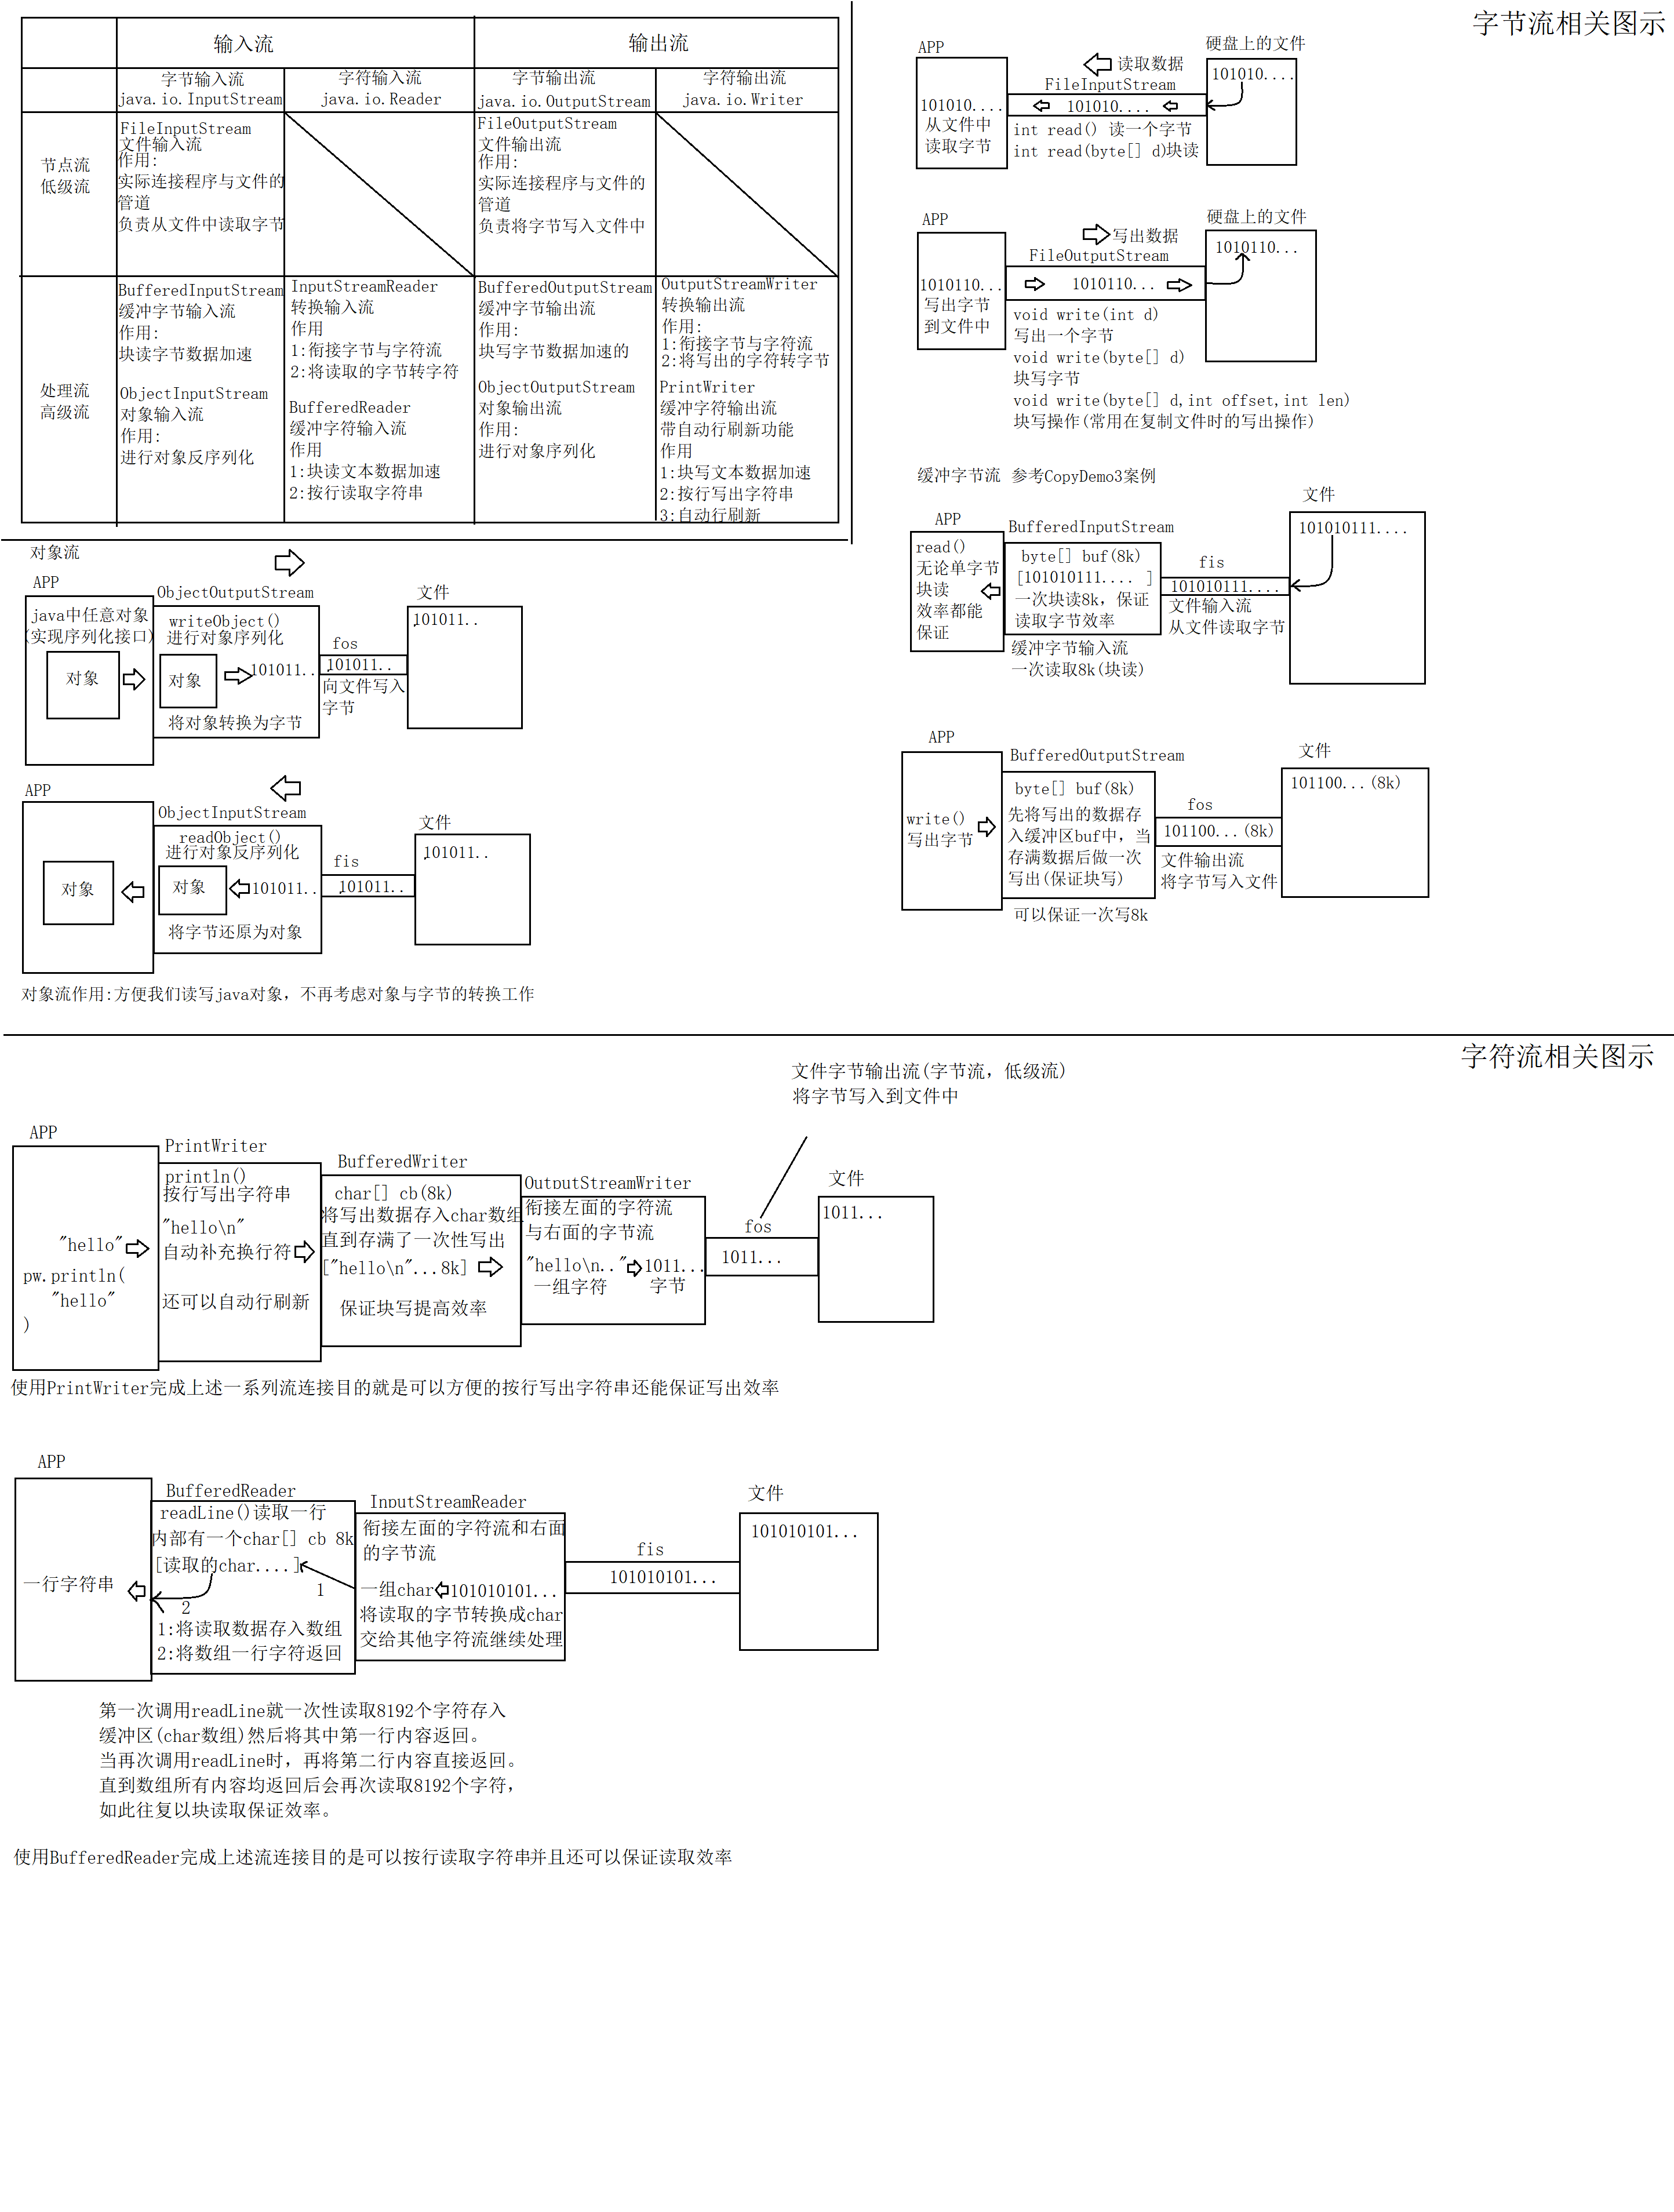 输入流
输出流
字节输入流
java.io.InputStream
字符输入流
java.io.Reader
字节输出流
java.io.OutputStream
字符输出流
java.io.Writer
节点流
低级流
FileInputStream
文件输入流
作用:
实际连接程序与文件的
管道
负责从文件中读取字节
FileOutputStream
文件输出流
作用:
实际连接程序与文件的
管道
负责将字节写入文件中
处理流
高级流
BufferedInputStream
缓冲字节输入流
作用:
块读字节数据加速
ObjectInputStream
对象输入流
作用:
进行对象反序列化
InputStreamReader
转换输入流
作用
1:衔接字节与字符流
2:将读取的字节转字符
BufferedReader
缓冲字符输入流
作用
1:块读文本数据加速
2:按行读取字符串
BufferedOutputStream
缓冲字节输出流
作用:
块写字节数据加速的
ObjectOutputStream
对象输出流
作用:
进行对象序列化
OutputStreamWriter
转换输出流
作用:
1:衔接字节与字符流
2:将写出的字符转字节
PrintWriter
缓冲字符输出流
带自动行刷新功能
作用
1:块写文本数据加速
2:按行写出字符串
3:自动行刷新
字节流相关图示
APP
读取数据
硬盘上的文件
FileInputStream
101010....
101010....
101010....
从文件中
读取字节
int read() 读一个字节
int read(byte[] d)块读
APP
写出数据
硬盘上的文件
FileOutputStream
1010110...
1010110...
1010110...
写出字节
到文件中
void write(int d)
写出一个字节
void write(byte[] d)
块写字节
void write(byte[] d,int offset,int len)
块写操作(常用在复制文件时的写出操作)
缓冲字节流 参考CopyDemo3案例
APP
BufferedInputStream
文件
read()
无论单字节
块读
效率都能
保证
byte[] buf(8k)
[101010111.... ]
一次块读8k，保证
读取字节效率
fis
101010111....
101010111....
文件输入流
从文件读取字节
缓冲字节输入流
一次读取8k(块读)
APP
BufferedOutputStream
文件
write()
写出字节
byte[] buf(8k)
先将写出的数据存
入缓冲区buf中，当
存满数据后做一次
写出(保证块写)
可以保证一次写8k
fos
101100...(8k)
101100...(8k)
文件输出流
将字节写入文件
对象流
APP
ObjectOutputStream
文件
java中任意对象
(实现序列化接口)
对象
writeObject()
进行对象序列化
对象
101011..
将对象转换为字节
fos
101011..
向文件写入
字节
101011..
APP
ObjectInputStream
文件
对象
readObject()
进行对象反序列化
对象
101011..
将字节还原为对象
fis
101011..
101011..
对象流作用:方便我们读写java对象，不再考虑对象与字节的转换工作
字符流相关图示
文件字节输出流(字节流，低级流)
将字节写入到文件中
APP
PrintWriter
BufferedWriter
OutputStreamWriter
文件
"hello"
pw.println(
"hello"
)
println()
按行写出字符串
"hello\n"
自动补充换行符
还可以自动行刷新
char[] cb(8k)
将写出数据存入char数组
直到存满了一次性写出
["hello\n"...8k]
保证块写提高效率
衔接左面的字符流
与右面的字节流
"hello\n.."
1011...
一组字符
字节
fos
1011...
1011...
使用PrintWriter完成上述一系列流连接目的就是可以方便的按行写出字符串还能保证写出效率
APP
BufferedReader
InputStreamReader
文件
一行字符串
readLine()读取一行
内部有一个char[] cb 8k
[读取的char....]
1
2
1:将读取数据存入数组
2:将数组一行字符返回
衔接左面的字符流和右面
的字节流
一组char
101010101...
将读取的字节转换成char
交给其他字符流继续处理
fis
101010101...
101010101...
第一次调用readLine就一次性读取8192个字符存入
缓冲区(char数组)然后将其中第一行内容返回。
当再次调用readLine时，再将第二行内容直接返回。
直到数组所有内容均返回后会再次读取8192个字符，
如此往复以块读取保证效率。
使用BufferedReader完成上述流连接目的是可以按行读取字符串并且还可以保证读取效率